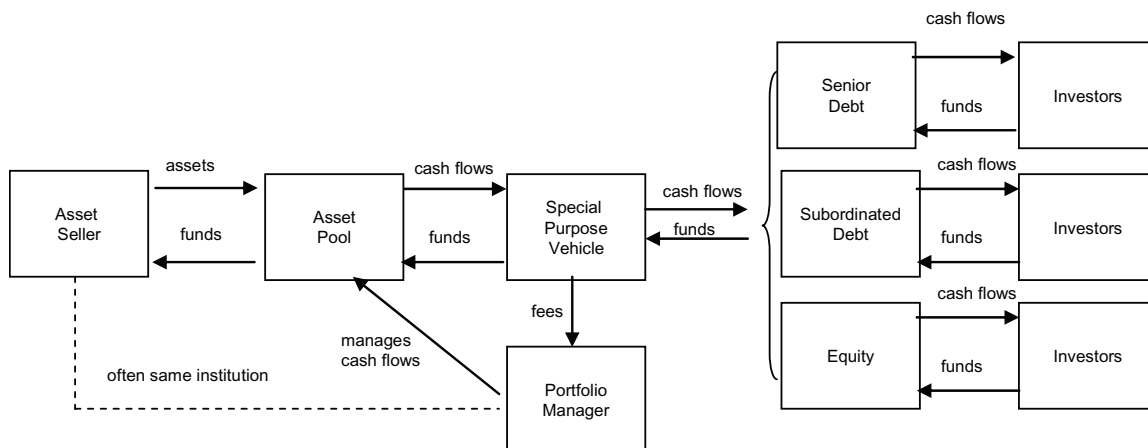 assets
funds
Asset
Seller
Asset
Pool
cash flows
funds
Special
Purpose
Vehicle
cash flows
funds
fees
manages
cash flows
Portfolio
Manager
often same institution
Senior
Debt
cash flows
funds
Investors
Subordinated
Debt
cash flows
funds
Investors
Equity
cash flows
funds
Investors